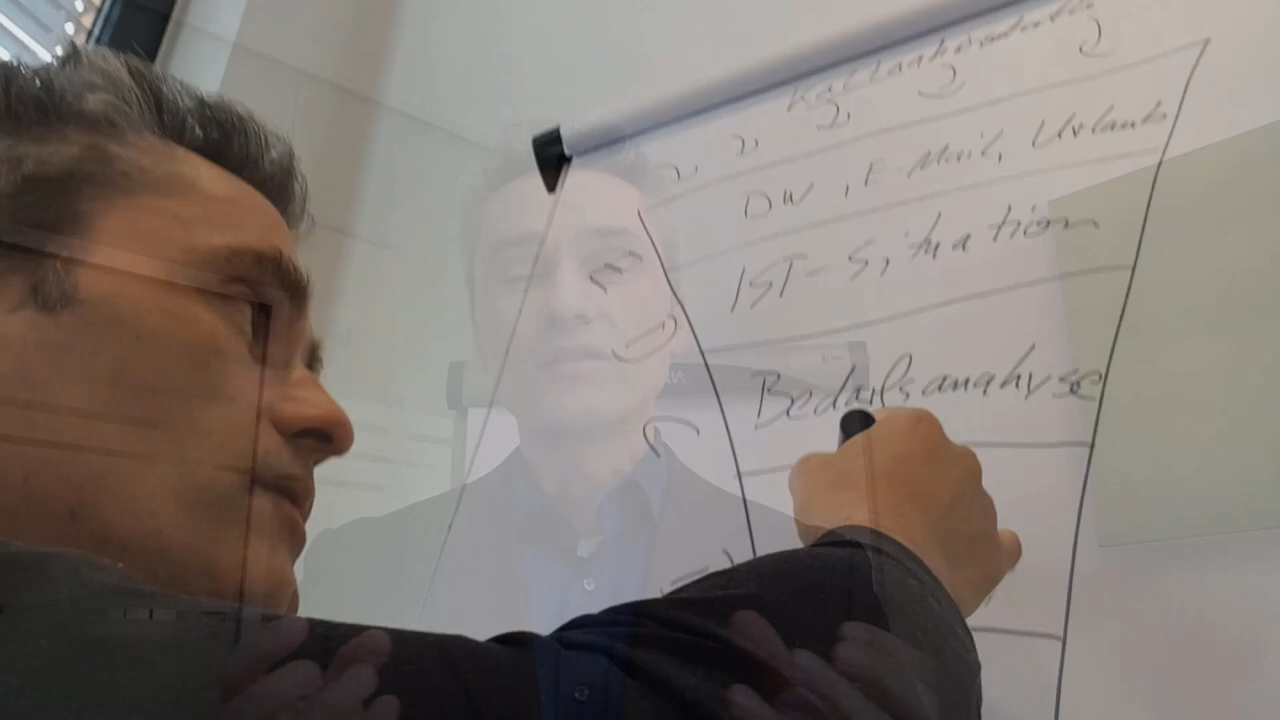 DW, E-Mail, Urlaub
IST-Situation
Bedarfsanalyse